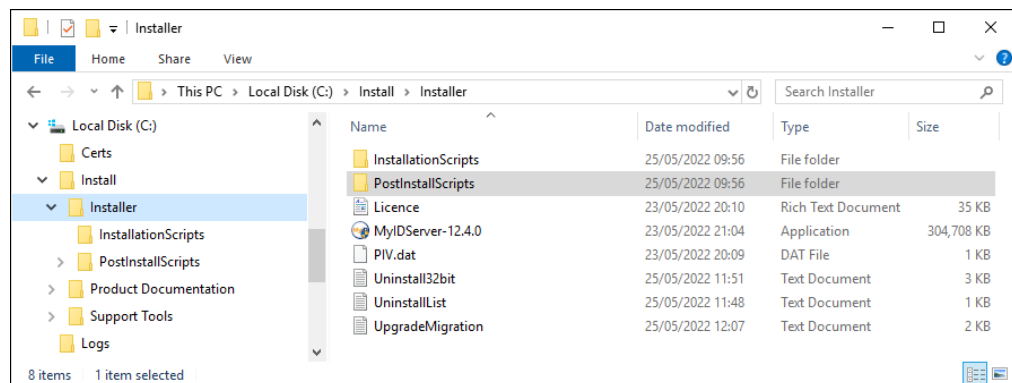 Installer
File Home Share View
This PC > Local Disk (C:) > Install > Installer
Search Installer
Local Disk (C:)
Certs
Install
Installer
InstallationScripts
PostInstallScripts
Product Documentation
Support Tools
Logs
Name Date modified Type Size
InstallationScripts 25/05/2022 09:56 File folder
PostInstallScripts 25/05/2022 09:56 File folder
Licence 23/05/2022 20:10 Rich Text Document 35 KB
MyIDServer-12.4.0 23/05/2022 21:04 Application 304,708 KB
PIV.dat 23/05/2022 20:09 DAT File 1 KB
Uninstall32bit 25/05/2022 11:51 Text Document 3 KB
UninstallList 25/05/2022 11:48 Text Document 1 KB
UpgradeMigration 25/05/2022 12:07 Text Document 2 KB
8 items 1 item selected